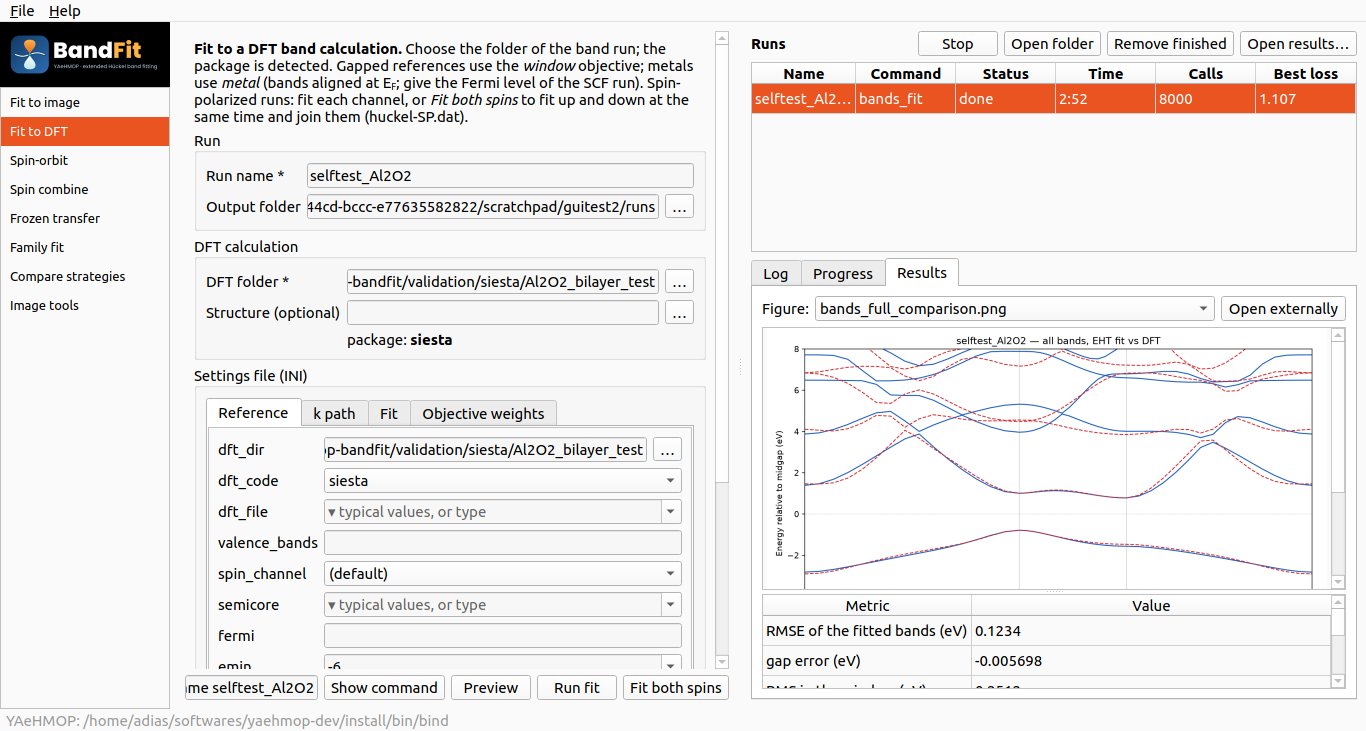 File Help
BandFit
YAeHMOP - extended Hückel band fitting
Fit to image
Fit to DFT
Spin-orbit
Spin combine
Frozen transfer
Family fit
Compare strategies
Image tools
Fit to a DFT band calculation. Choose the folder of the band run; the
package is detected. Gapped references use the window objective; metals
use metal (bands aligned at EF; give the Fermi level of the SCF run). Spin-
polarized runs: fit each channel, or Fit both spins to fit up and down at the
same time and join them (huckel-SP.dat).
Run
Run name * selftest_Al2O2
Output folder 44cd-bccc-e77635582822/scratchpad/guitest2/runs ...
DFT calculation
DFT folder * -bandfit/validation/siesta/Al2O2_bilayer_test ...
Structure (optional) ...
package: siesta
Settings file (INI)
Reference k path Fit Objective weights
dft_dir op-bandfit/validation/siesta/Al2O2_bilayer_test ...
dft_code siesta
dft_file ▾ typical values, or type
valence_bands
spin_channel (default)
semicore ▾ typical values, or type
fermi
emin -6
me selftest_Al2O2 Show command Preview Run fit Fit both spins
Runs Stop Open folder Remove finished Open results…
Name Command Status Time Calls Best loss
selftest_Al2… bands_fit done 2:52 8000 1.107
Log Progress Results
Figure: bands_full_comparison.png Open externally
selftest_Al2O2 — all bands, EHT fit vs DFT
Energy relative to midgap (eV)
8
6
4
2
0
−2
Metric Value
RMSE of the fitted bands (eV) 0.1234
gap error (eV) -0.005698
YAeHMOP: /home/adias/softwares/yaehmop-dev/install/bin/bind